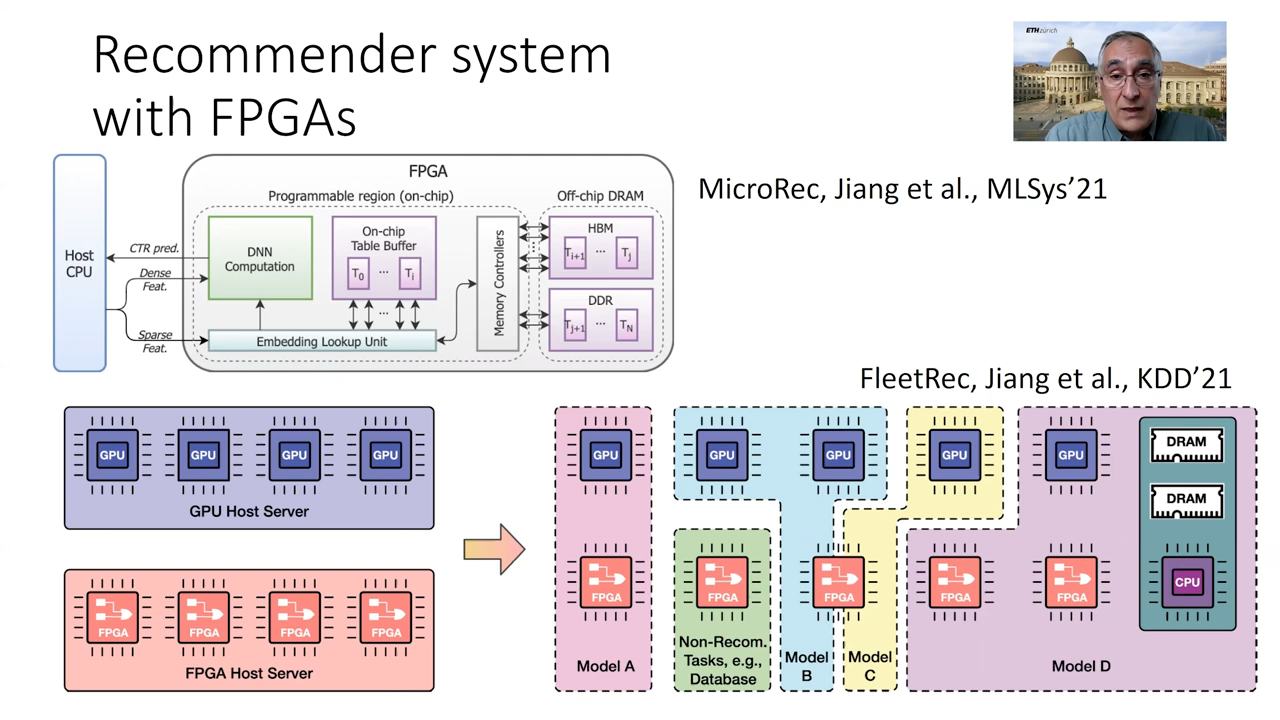 Recommender system
with FPGAs
ETH zürich
FPGA
Programmable region (on-chip)
Off-chip DRAM
Host
CPU
CTR pred.
Dense
Feat.
Sparse
Feat.
DNN
Computation
On-chip
Table Buffer
T0 ... Ti
...
Embedding Lookup Unit
Memory Controllers
HBM
Ti+1 ... Tj
DDR
Tj+1 ... TN
MicroRec, Jiang et al., MLSys’21
FleetRec, Jiang et al., KDD’21
GPU GPU GPU GPU
GPU Host Server
FPGA FPGA FPGA FPGA
FPGA Host Server
GPU GPU GPU GPU GPU
DRAM
DRAM
FPGA FPGA FPGA FPGA FPGA
CPU
Model A
Non-Recom.
Tasks, e.g.,
Database
Model
B
Model
C
Model D